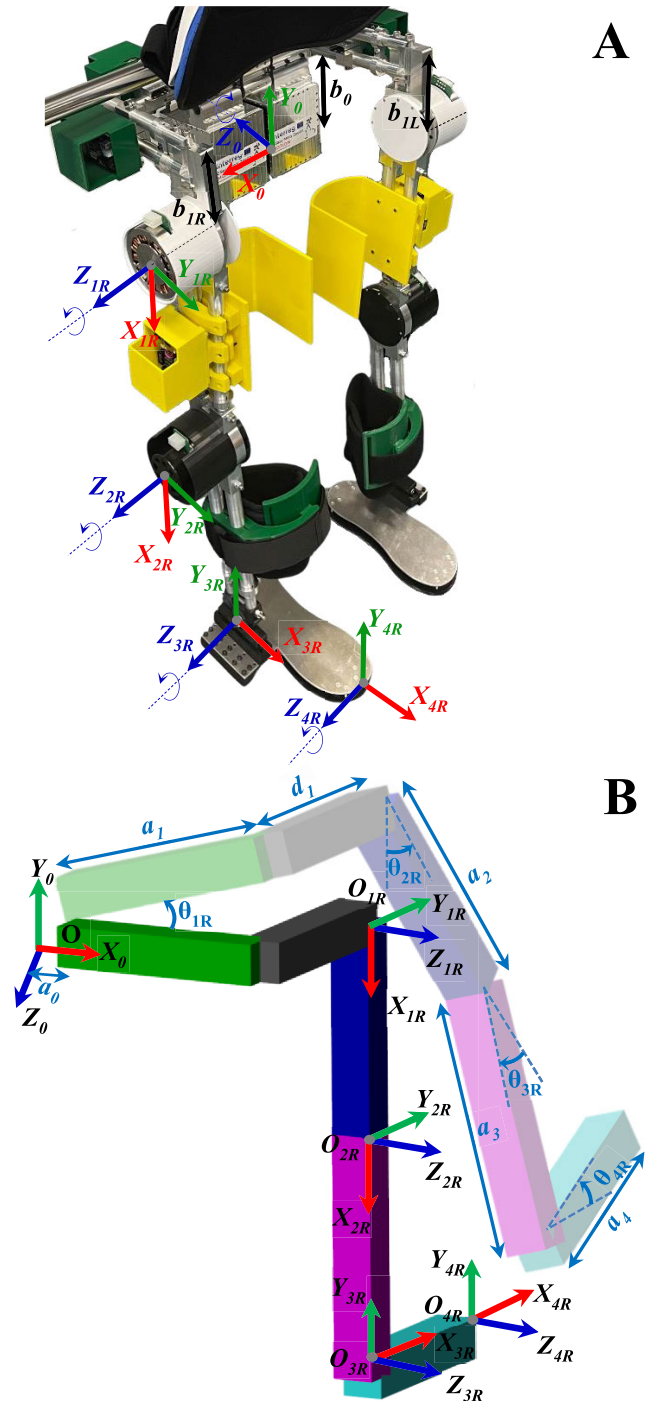 A
Y0
b0
b1L
Z0
Interreg
Interreg
X0
b1R
Z1R
Y1R
X1R
Z2R
Y2R
X2R
Y3R
Z3R
X3R
Y4R
Z4R
X4R
B
d1
a1
Y0
θ2R
a2
O1R
Y1R
θ1R
O
X0
Z1R
a0
Z0
X1R
θ3R
Y2R
a3
O2R
Z2R
θ4R
X2R
a4
Y4R
Y3R
O4R
X4R
X3R
O3R
Z4R
Z3R